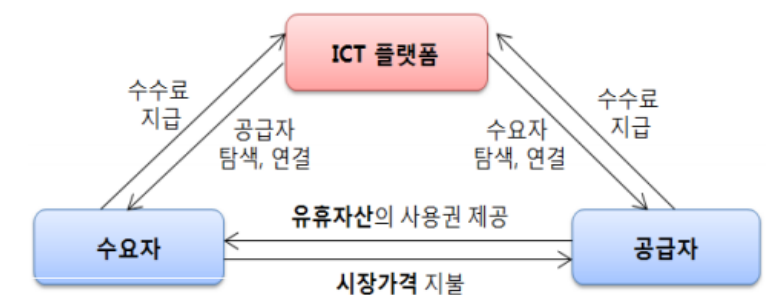 ICT 플랫폼
수수료
지급
공급자
탐색, 연결
수요자
탐색, 연결
수수료
지급
유휴자산의 사용권 제공
수요자
공급자
시장가격 지불